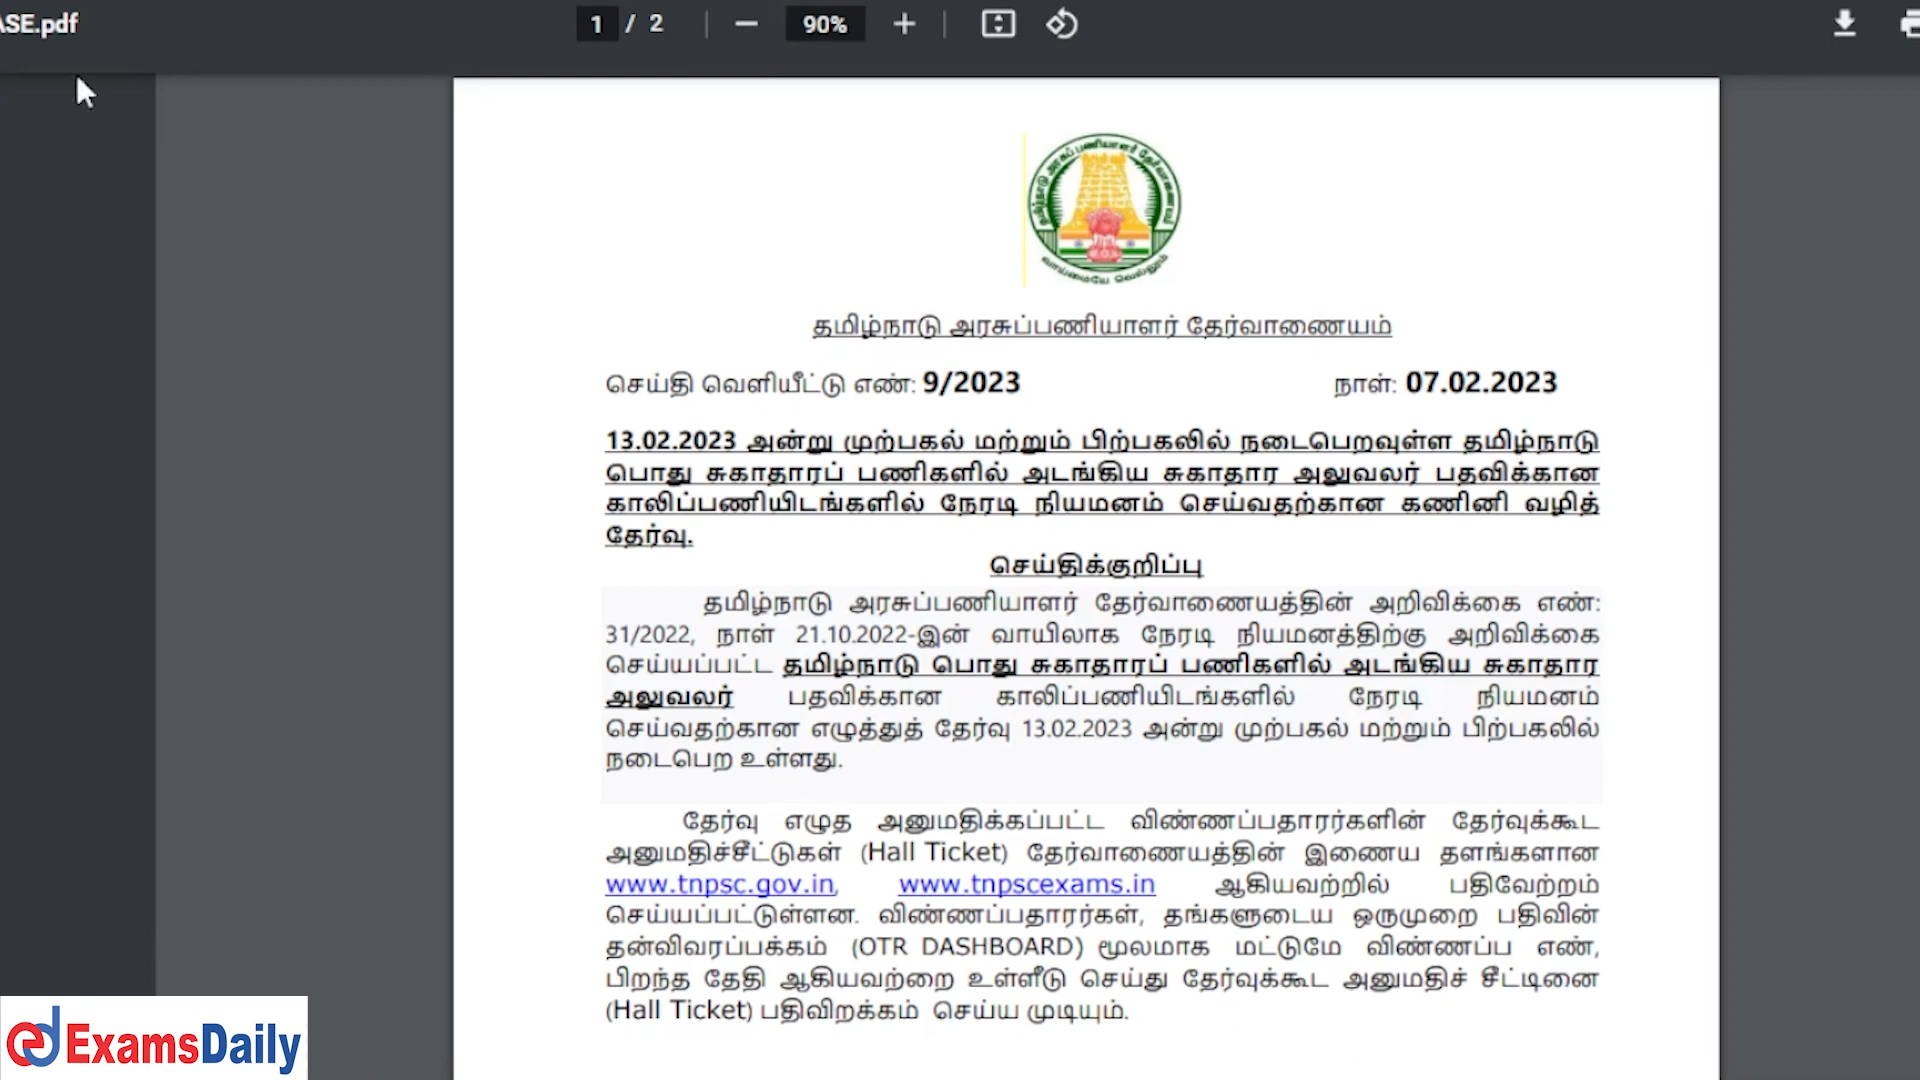 ASE.pdf
1 / 2
90%
தமிழ்நாடு அரசுப்பணியாளர் தேர்வாணையம்
வாய்மையே வெல்லும்
தமிழ்நாடு அரசுப்பணியாளர் தேர்வாணையம்
செய்தி வெளியீட்டு எண்: 9/2023 நாள்: 07.02.2023
13.02.2023 அன்று முற்பகல் மற்றும் பிற்பகலில் நடைபெறவுள்ள தமிழ்நாடு
பொது சுகாதாரப் பணிகளில் அடங்கிய சுகாதார அலுவலர் பதவிக்கான
காலிப்பணியிடங்களில் நேரடி நியமனம் செய்வதற்கான கணினி வழித்
தேர்வு.
செய்திக்குறிப்பு
தமிழ்நாடு அரசுப்பணியாளர் தேர்வாணையத்தின் அறிவிக்கை எண்:
31/2022, நாள் 21.10.2022-இன் வாயிலாக நேரடி நியமனத்திற்கு அறிவிக்கை
செய்யப்பட்ட தமிழ்நாடு பொது சுகாதாரப் பணிகளில் அடங்கிய சுகாதார
அலுவலர் பதவிக்கான காலிப்பணியிடங்களில் நேரடி நியமனம்
செய்வதற்கான எழுத்துத் தேர்வு 13.02.2023 அன்று முற்பகல் மற்றும் பிற்பகலில்
நடைபெற உள்ளது.
தேர்வு எழுத அனுமதிக்கப்பட்ட விண்ணப்பதாரர்களின் தேர்வுக்கூட
அனுமதிச்சீட்டுகள் (Hall Ticket) தேர்வாணையத்தின் இணைய தளங்களான
www.tnpsc.gov.in, www.tnpscexams.in ஆகியவற்றில் பதிவேற்றம்
செய்யப்பட்டுள்ளன. விண்ணப்பதாரர்கள், தங்களுடைய ஒருமுறை பதிவின்
தன்விவரப்பக்கம் (OTR DASHBOARD) மூலமாக மட்டுமே விண்ணப்ப எண்,
பிறந்த தேதி ஆகியவற்றை உள்ளீடு செய்து தேர்வுக்கூட அனுமதிச் சீட்டினை
(Hall Ticket) பதிவிறக்கம் செய்ய முடியும்.
ExamsDaily